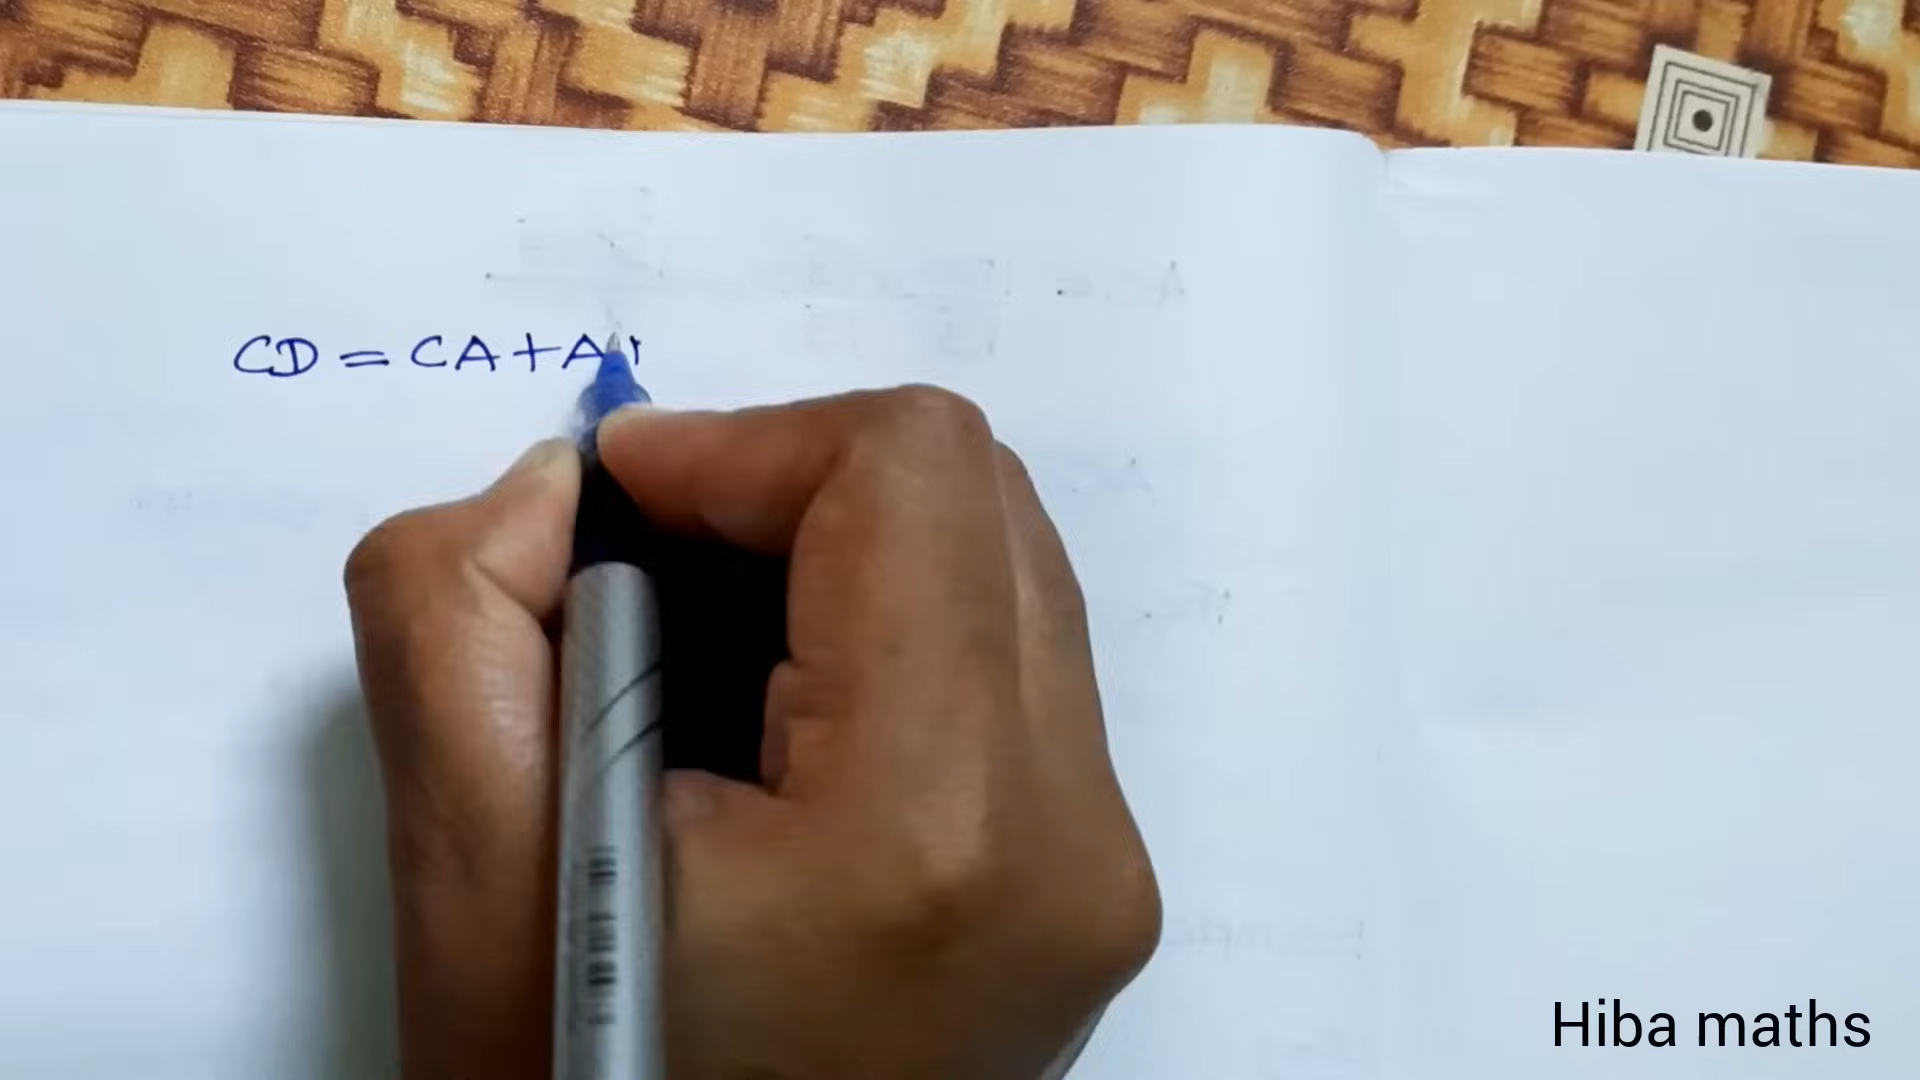 CD = CA + A
Hiba maths